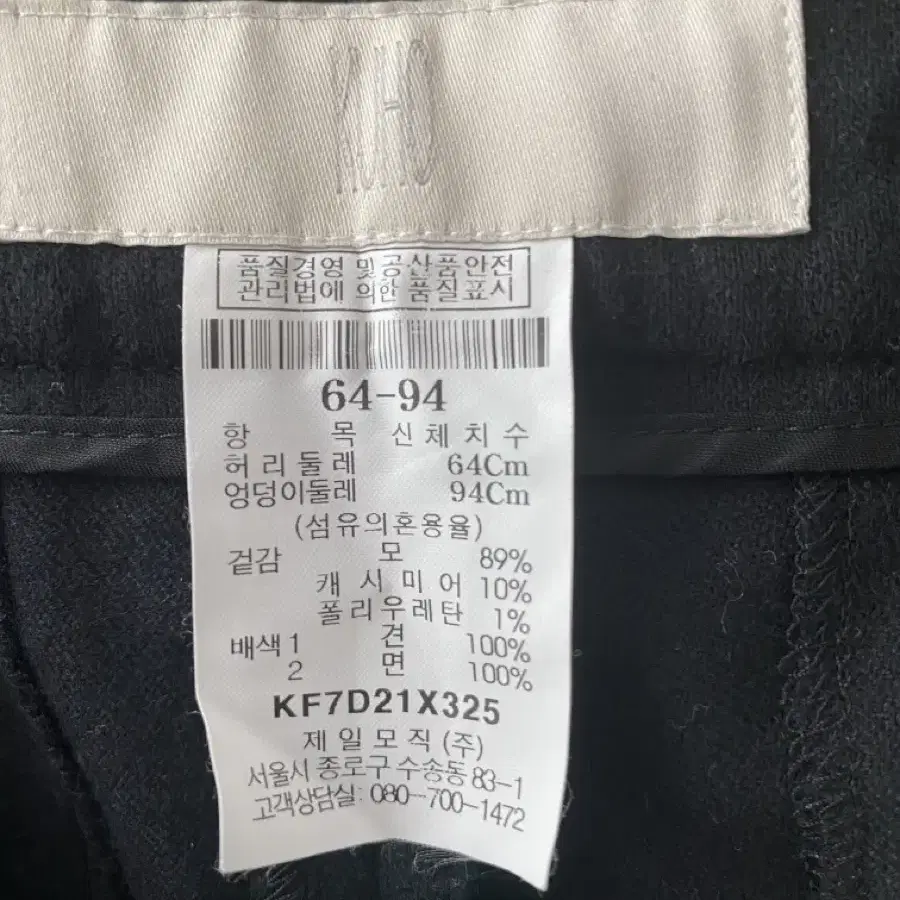 품질경영 및 공산품안전
관리법에 의한 품질표시
64-94
항 목 신체치수
허리둘레 64Cm
엉덩이둘레 94Cm
(섬유의혼용율)
겉감 모 89%
캐시미어 10%
폴리우레탄 1%
배색1 견 100%
2 면 100%
KF7D21X325
제일모직(주)
서울시 종로구 수송동 83-1
고객상담실: 080-700-1472